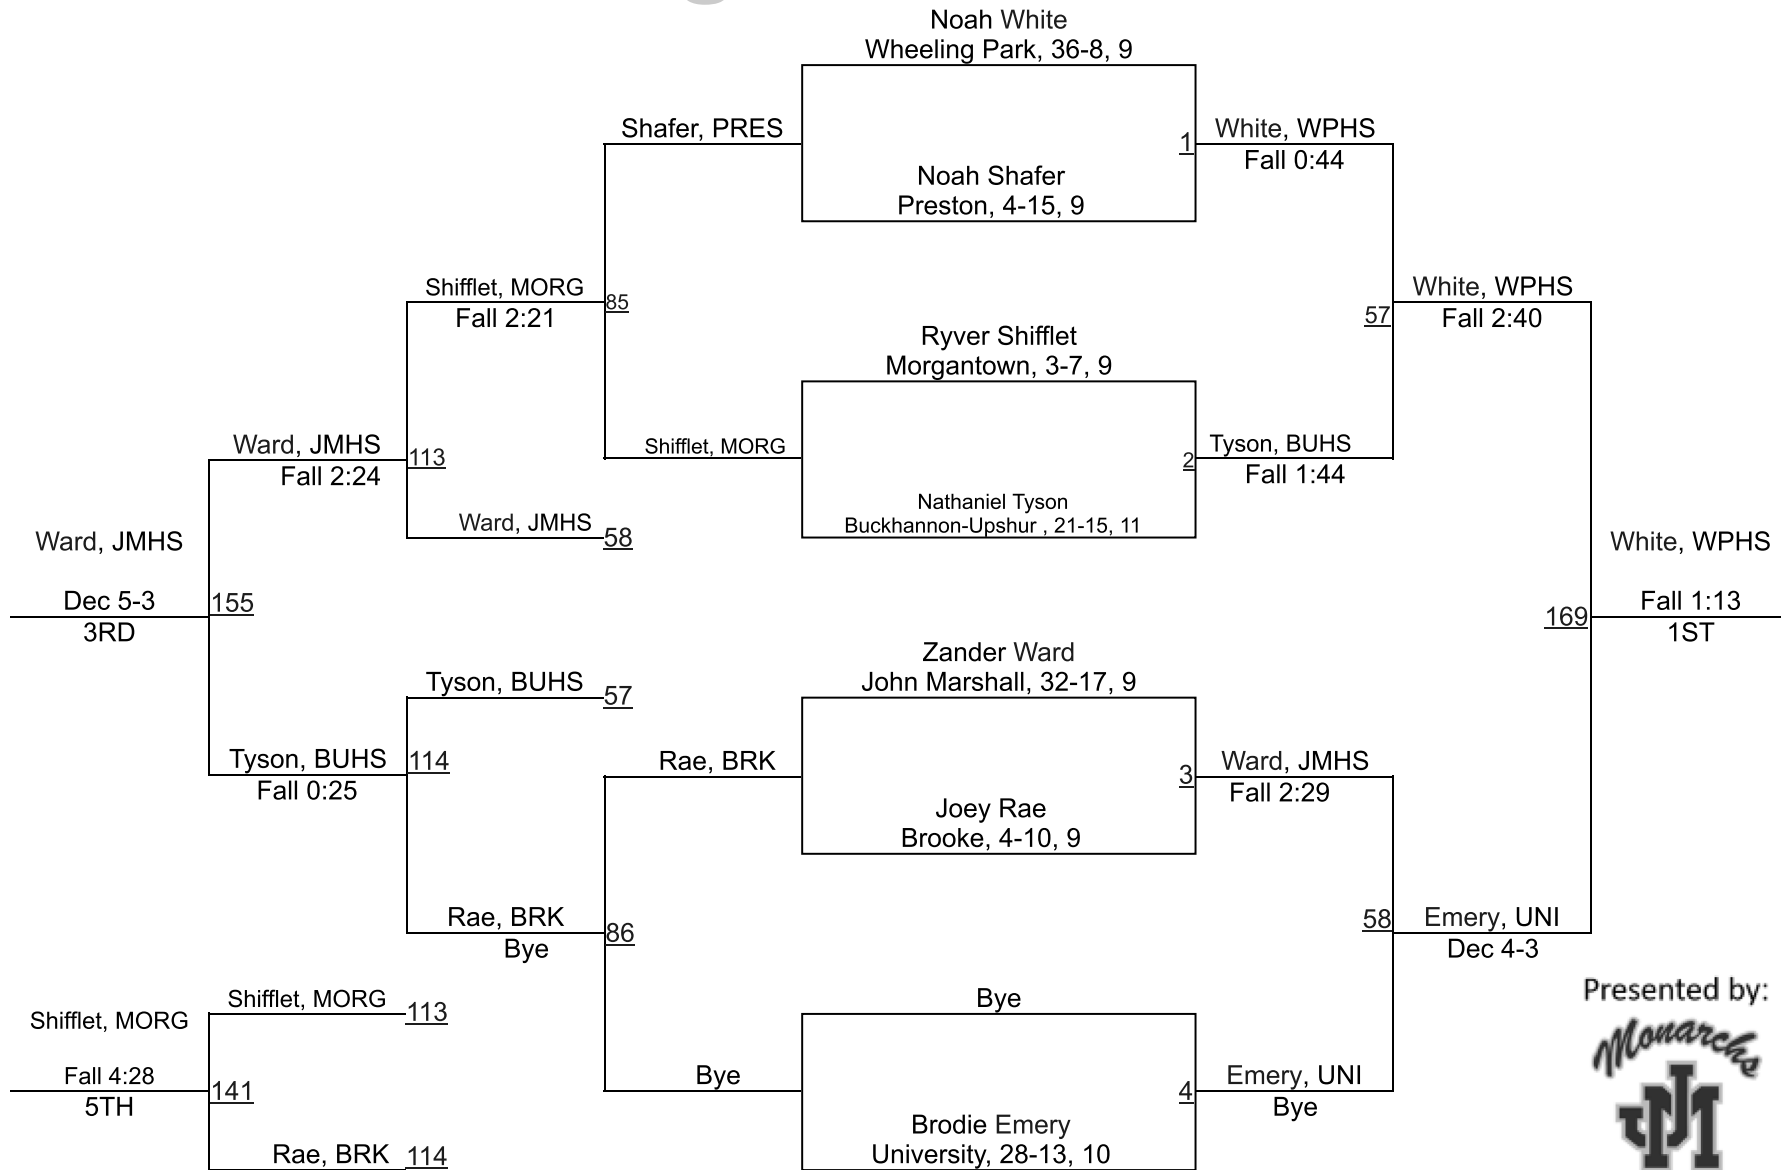 Noah White
Wheeling Park, 36-8, 9
Shafer, PRES
1
White, WPHS
Fall 0:44
Noah Shafer
Preston, 4-15, 9
Shifflet, MORG
Fall 2:21
85
57
White, WPHS
Fall 2:40
Ryver Shifflet
Morgantown, 3-7, 9
Ward, JMHS
Fall 2:24
113
Shifflet, MORG
2
Tyson, BUHS
Fall 1:44
Nathaniel Tyson
Buckhannon-Upshur , 21-15, 11
Ward, JMHS
58
Ward, JMHS
Dec 5-3
3RD
155
White, WPHS
169
Fall 1:13
1ST
Zander Ward
John Marshall, 32-17, 9
Tyson, BUHS
57
Tyson, BUHS
Fall 0:25
114
Rae, BRK
3
Ward, JMHS
Fall 2:29
Joey Rae
Brooke, 4-10, 9
Rae, BRK
Bye
86
58
Emery, UNI
Dec 4-3
Shifflet, MORG
113
Bye
Presented by:
Monarchs
JM
Shifflet, MORG
Fall 4:28
5TH
141
Bye
4
Emery, UNI
Bye
Brodie Emery
University, 28-13, 10
Rae, BRK
114